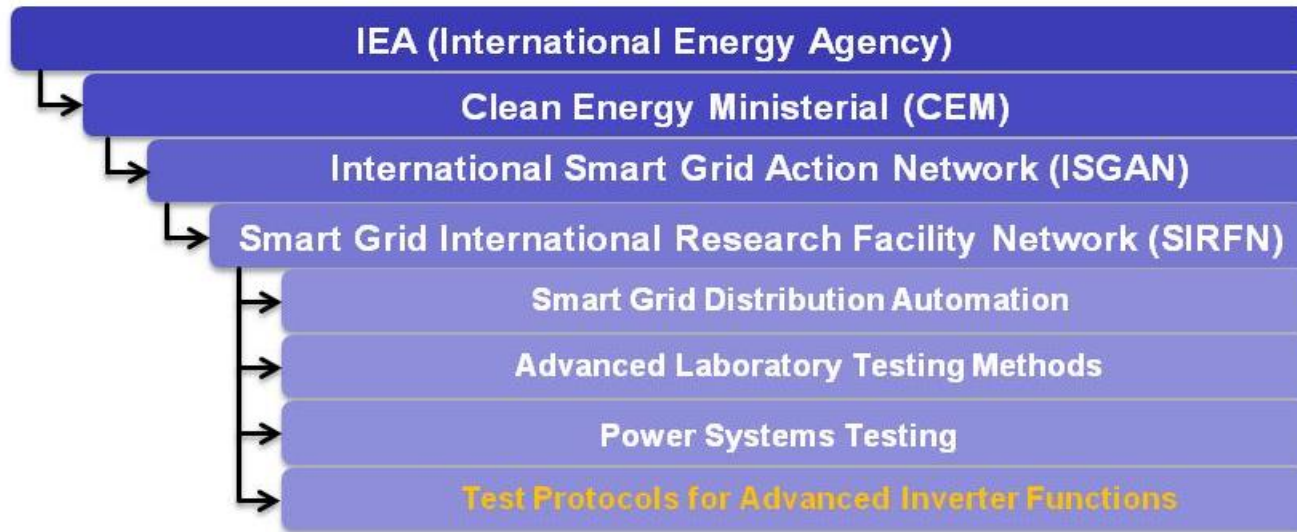 IEA (International Energy Agency)
Clean Energy Ministerial (CEM)
International Smart Grid Action Network (ISGAN)
Smart Grid International Research Facility Network (SIRFN)
Smart Grid Distribution Automation
Advanced Laboratory Testing Methods
Power Systems Testing
Test Protocols for Advanced Inverter Functions